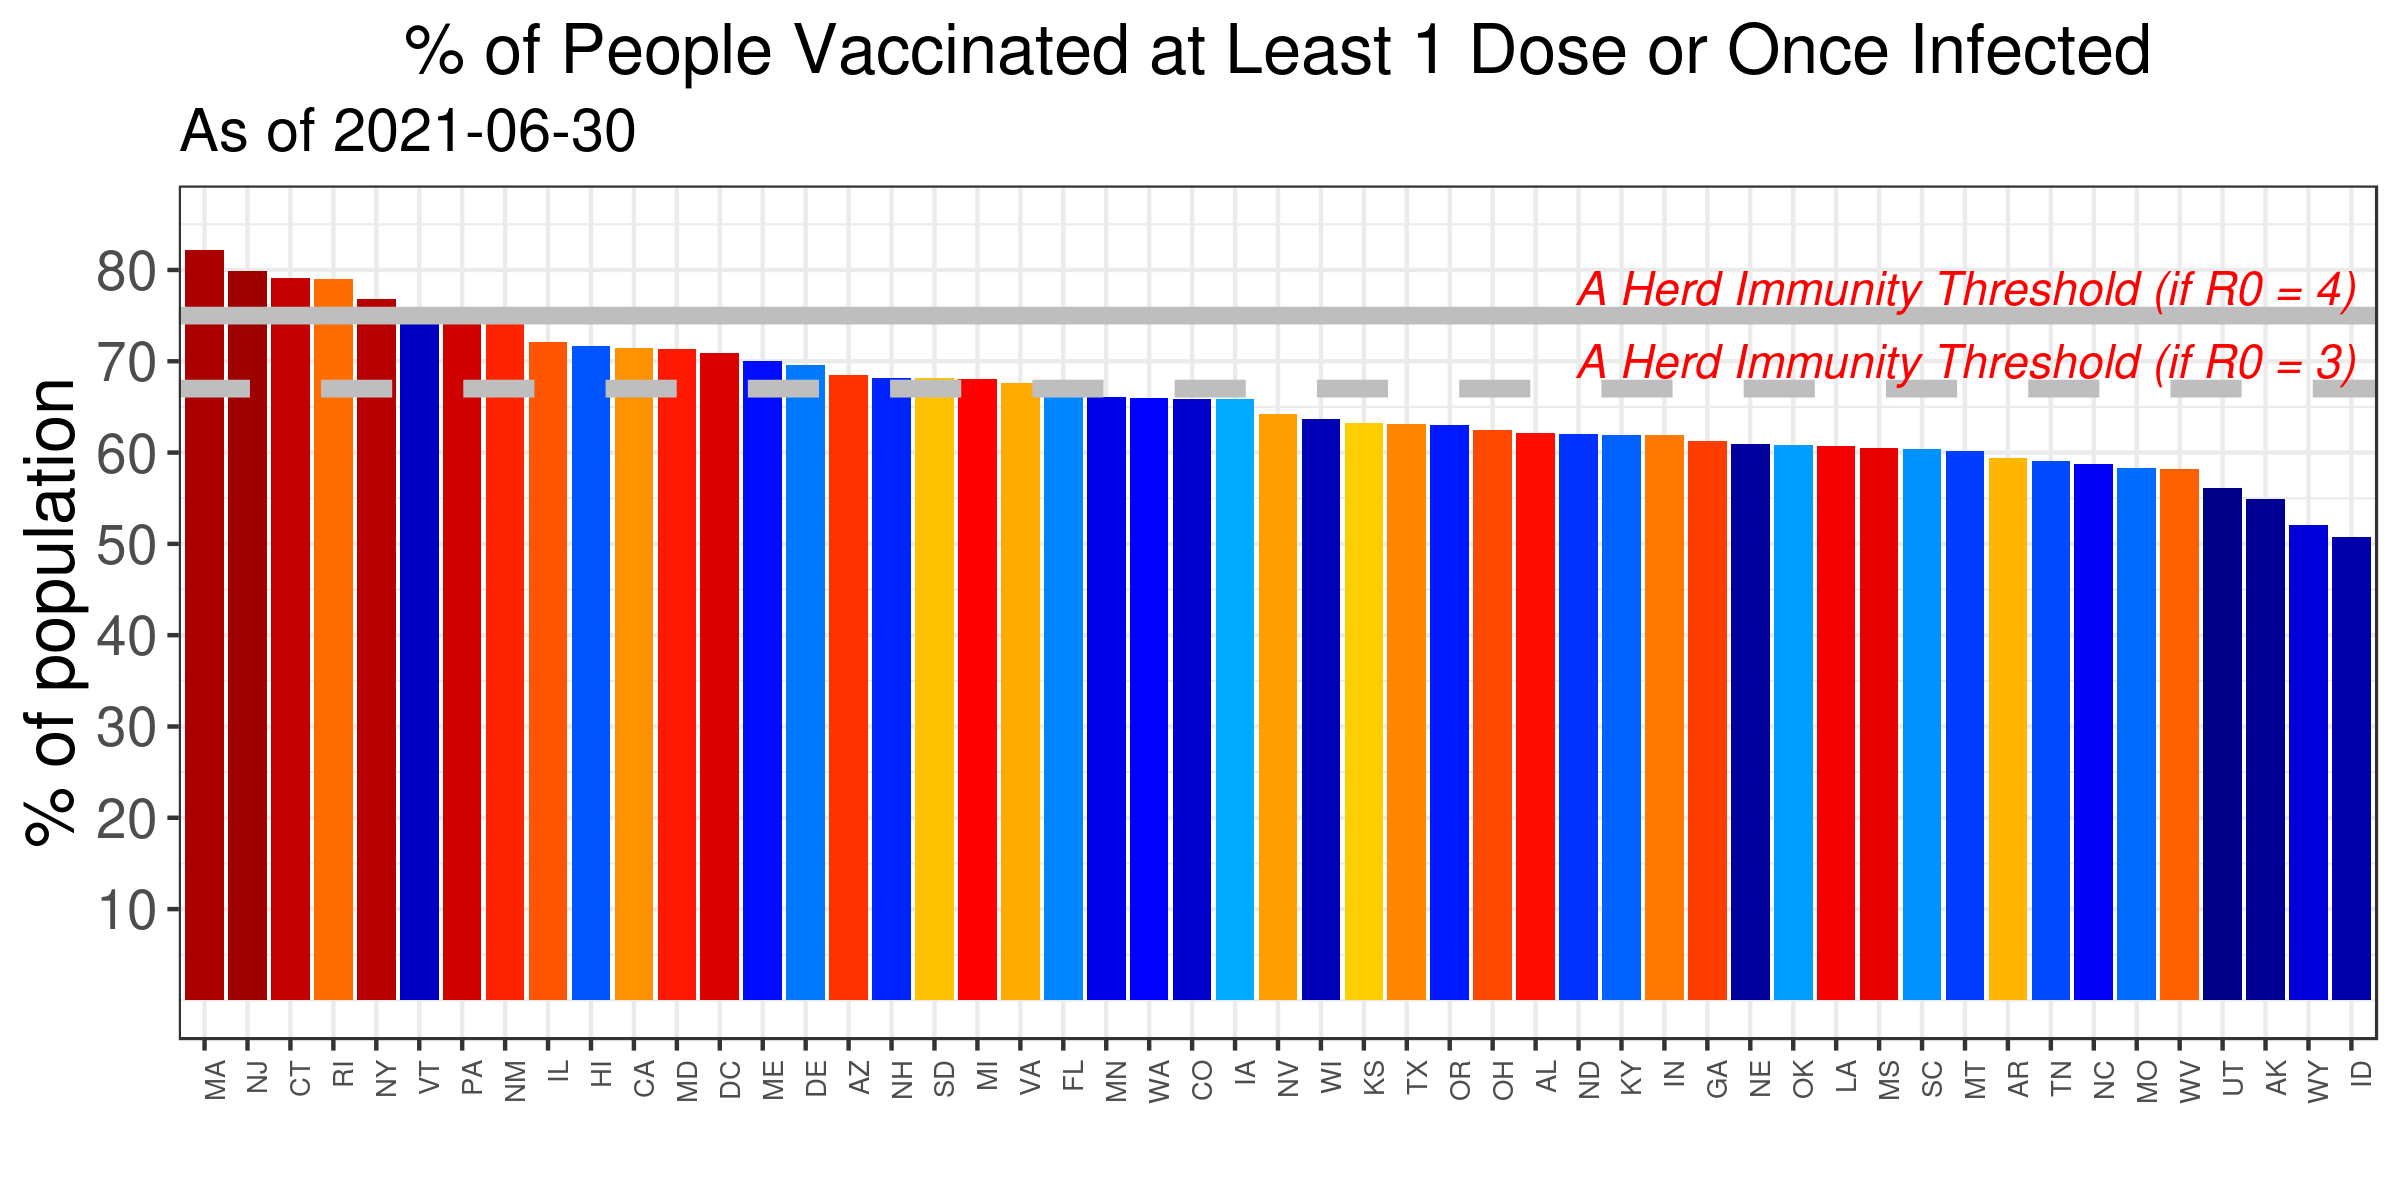 % of People Vaccinated at Least 1 Dose or Once Infected
As of 2021-06-30
% of population
80
70
60
50
40
30
20
10
A Herd Immunity Threshold (if R0 = 4)
A Herd Immunity Threshold (if R0 = 3)
MA NJ CT RI NY VT PA NM IL HI CA MD DC ME DE AZ NH SD MI VA FL MN WA CO IA NV WI KS TX OR OH AL ND KY IN GA NE OK LA MS SC MT AR TN NC MO WV UT AK WY ID